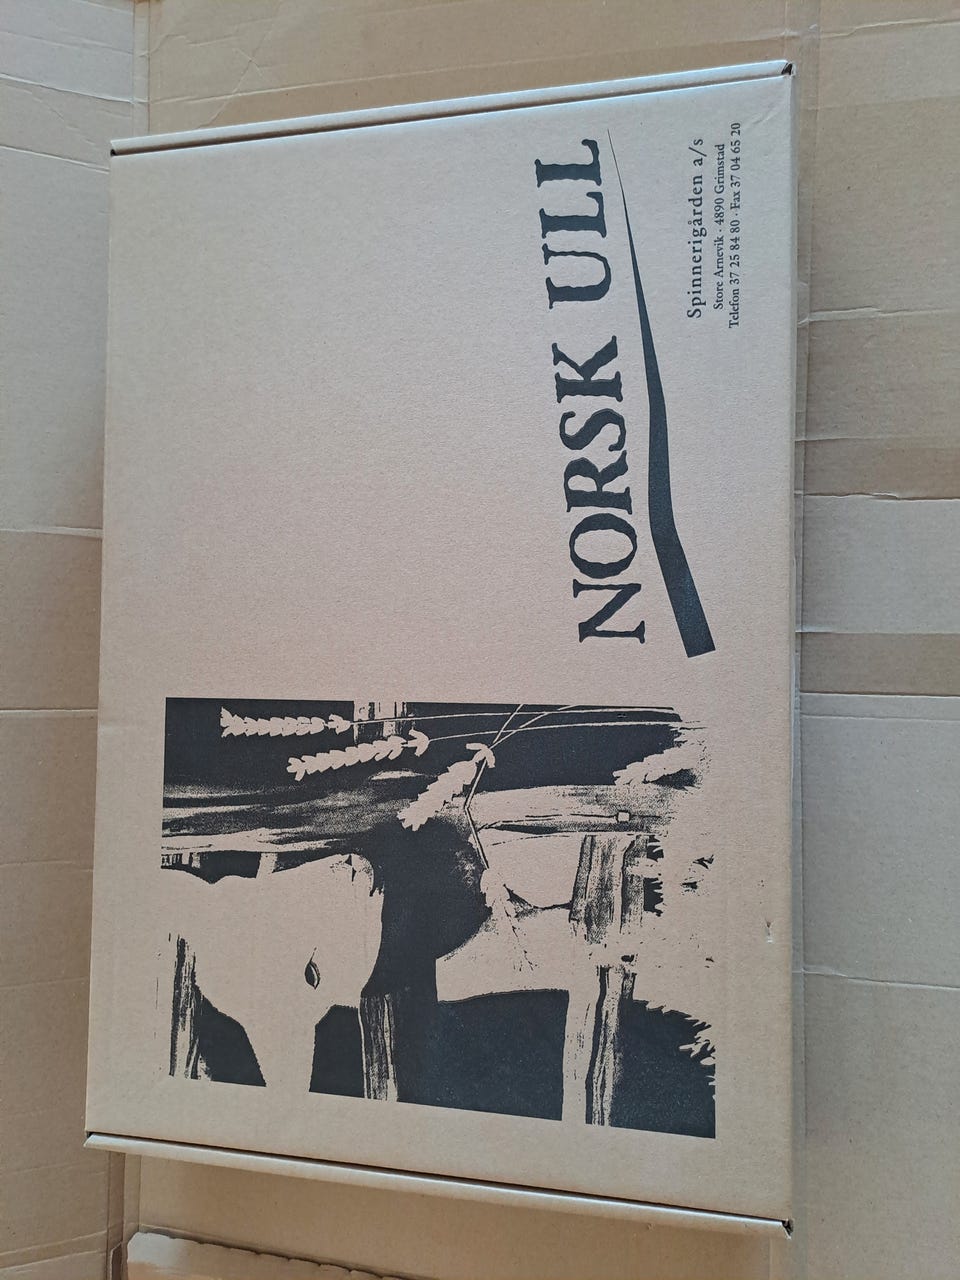 NORSK ULL
Spinnerigården a/s
Store Arnevik · 4890 Grimstad
Telefon 37 25 84 80 · Fax 37 04 65 20